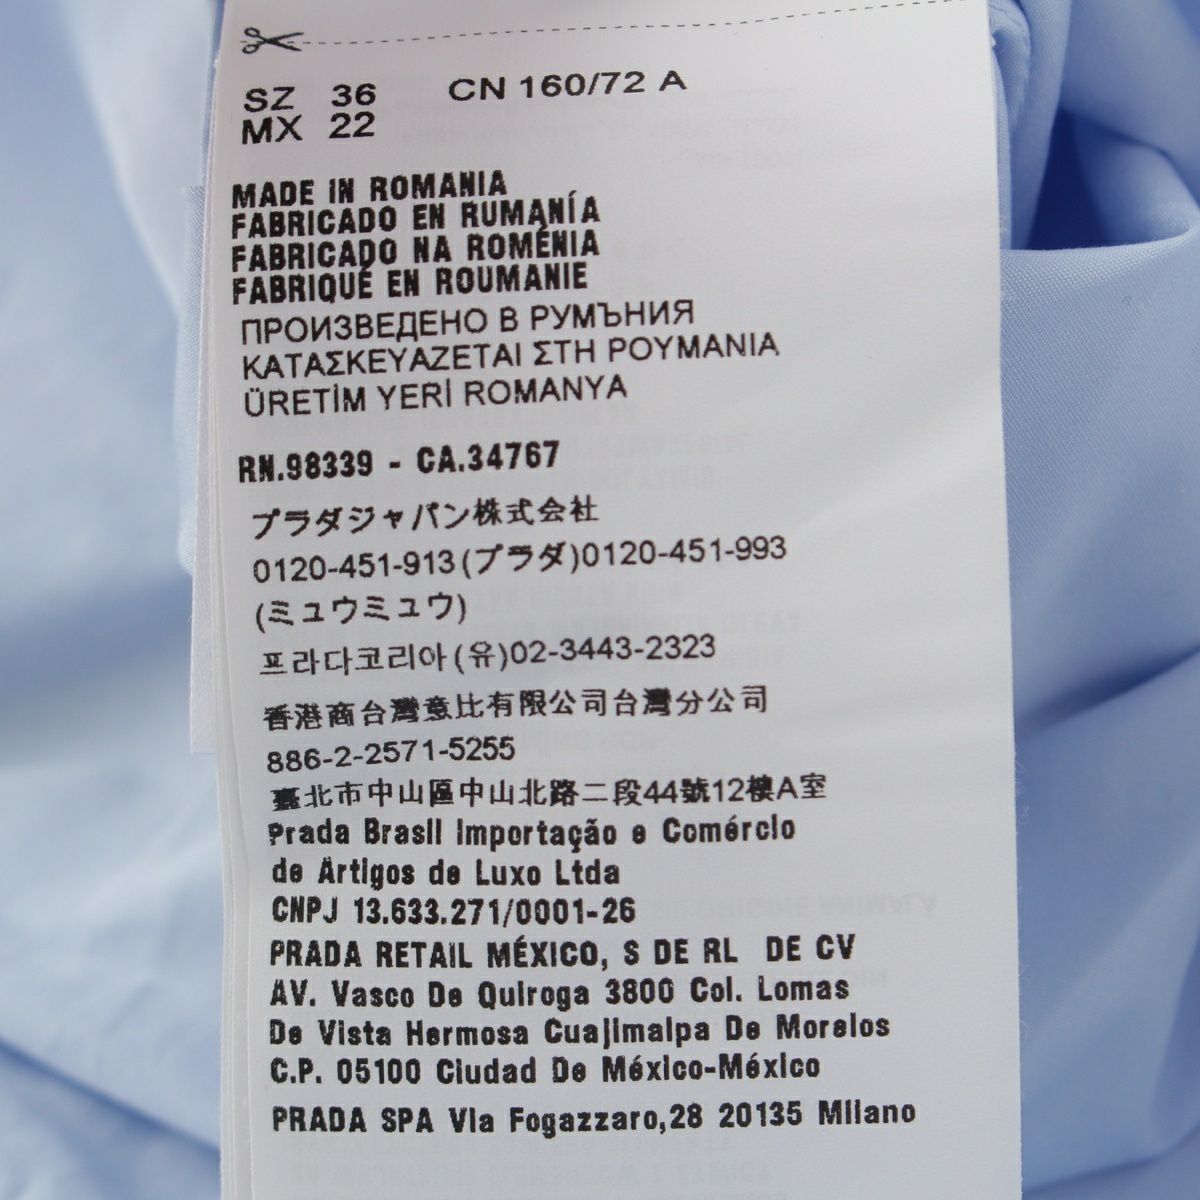 SZ 36 CN 160/72 A
MX 22
MADE IN ROMANIA
FABRICADO EN RUMANÍA
FABRICADO NA ROMÉNIA
FABRIQUÉ EN ROUMANIE
ПРОИЗВЕДЕНО В РУМЪНИЯ
ΚΑΤΑΣΚΕΥΑΖΕΤΑΙ ΣΤΗ ΡΟΥΜΑΝΙΑ
ÜRETİM YERİ ROMANYA
RN.98339 - CA.34767
プラダジャパン株式会社
0120-451-913(プラダ)0120-451-993
(ミュウミュウ)
프라다코리아(유)02-3443-2323
香港商台灣意比有限公司台灣分公司
886-2-2571-5255
臺北市中山區中山北路二段44號12樓A室
Prada Brasil Importação e Comércio
de Artigos de Luxo Ltda
CNPJ 13.633.271/0001-26
PRADA RETAIL MÉXICO, S DE RL DE CV
AV. Vasco De Quiroga 3800 Col. Lomas
De Vista Hermosa Cuajimalpa De Morelos
C.P. 05100 Ciudad De México-México
PRADA SPA Via Fogazzaro,28 20135 Milano